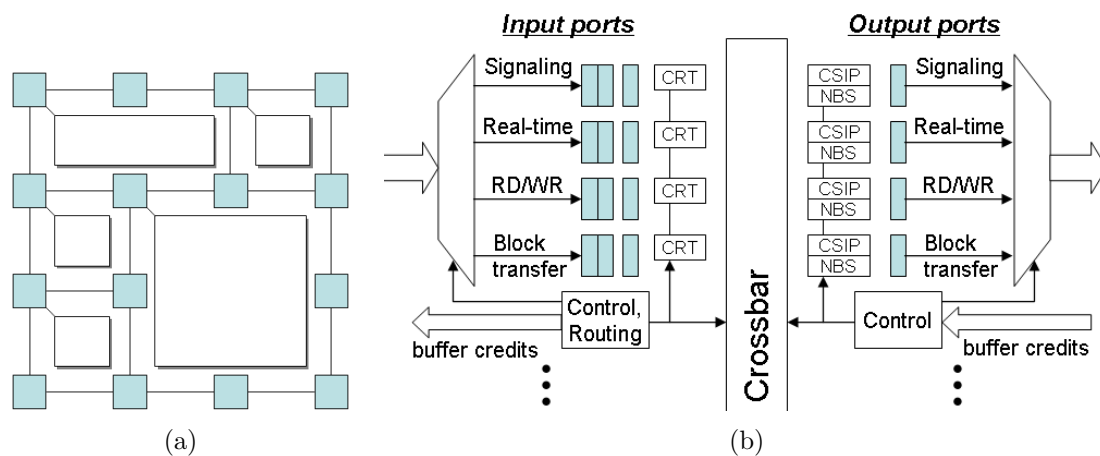 Input ports
Output ports
Signaling
CRT
CSIP
NBS
Signaling
Real-time
CRT
CSIP
NBS
Real-time
RD/WR
CRT
CSIP
NBS
RD/WR
Block
transfer
CRT
CSIP
NBS
Block
transfer
Crossbar
Control,
Routing
Control
buffer credits
buffer credits
(a)
(b)